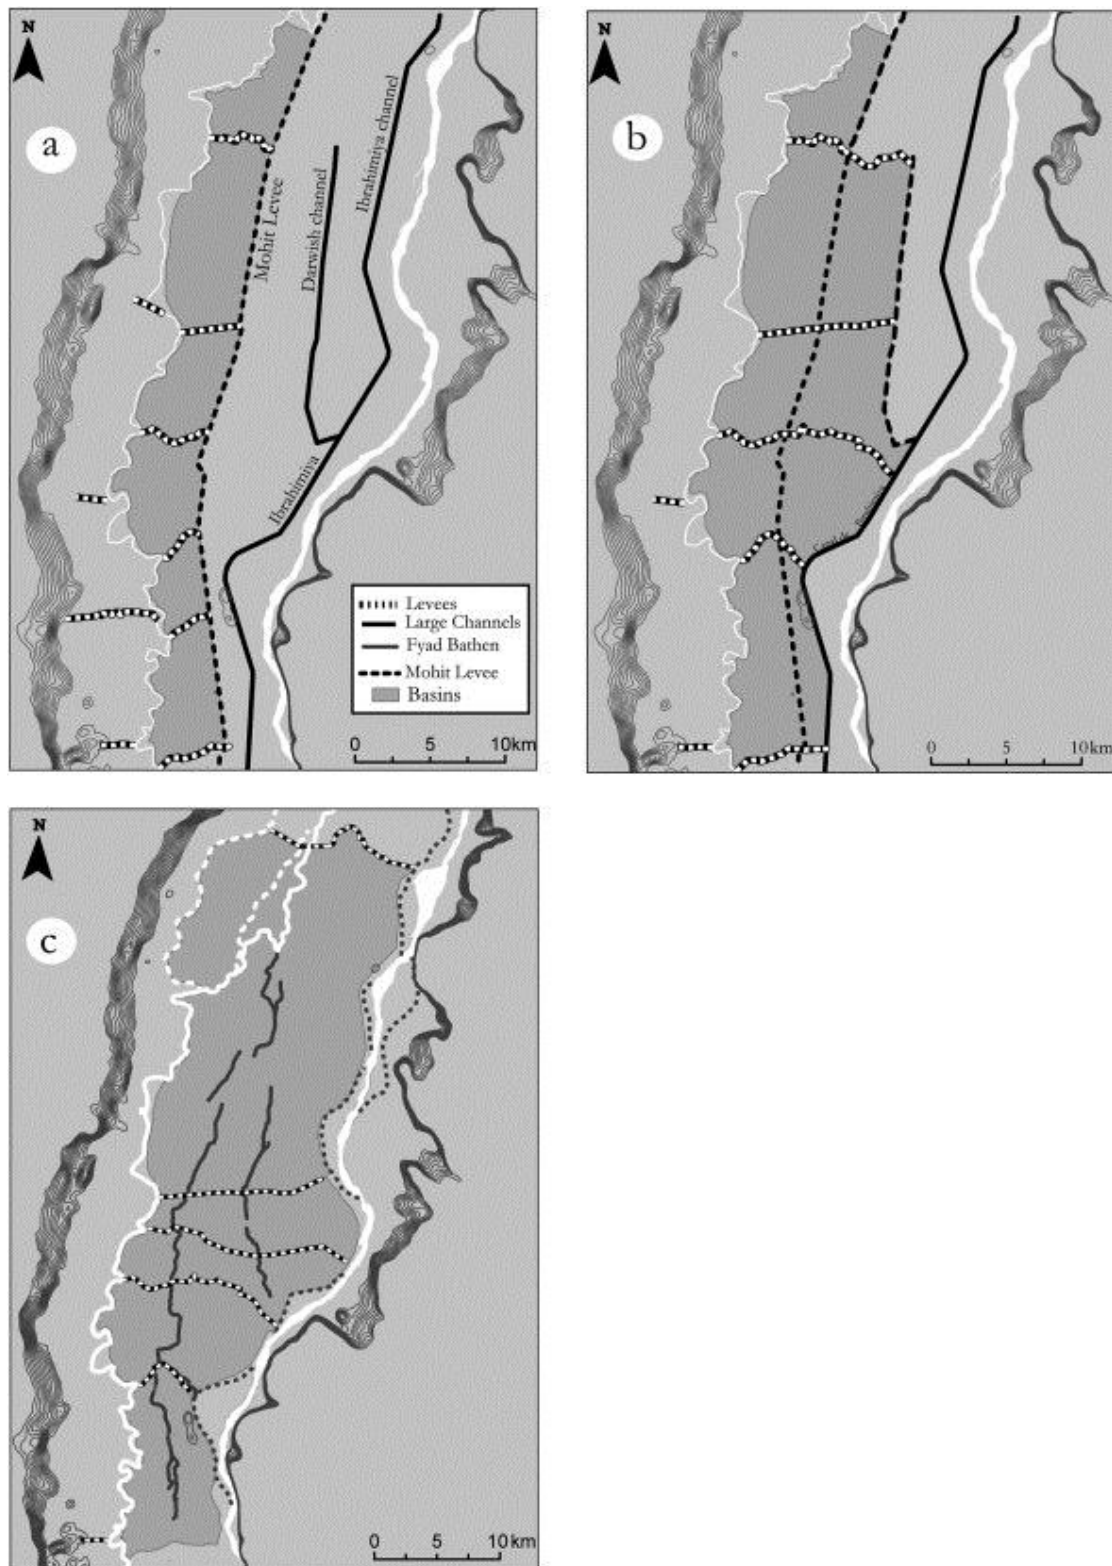 N
a
Mohit Levee
Darwish channel
Ibrahimiya channel
Ibrahimiya
Levees
Large Channels
Fyad Bathen
Mohit Levee
Basins
0 5 10km
N
b
0 5 10km
N
c
0 5 10km